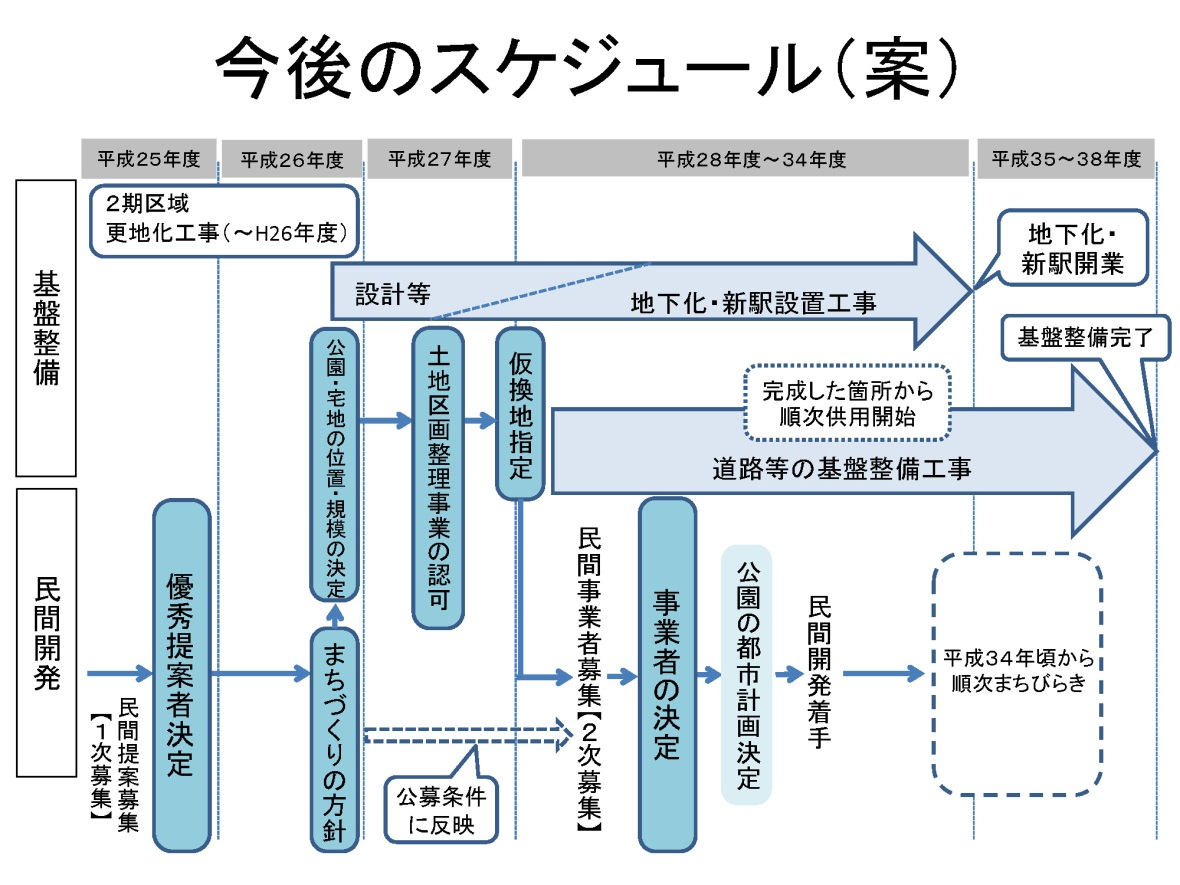 今後のスケジュール(案)
平成25年度
平成26年度
平成27年度
平成28年度～34年度
平成35～38年度
基盤整備
2期区域
更地化工事(～H26年度)
設計等
地下化・新駅設置工事
地下化・
新駅開業
公園・宅地の位置・規模の決定
土地区画整理事業の認可
仮換地指定
完成した箇所から
順次供用開始
道路等の基盤整備工事
基盤整備完了
民間開発
民間提案募集
【1次募集】
優秀提案者決定
まちづくりの方針
公募条件
に反映
民間事業者募集【2次募集】
事業者の決定
公園の都市計画決定
民間開発着手
平成34年頃から
順次まちびらき